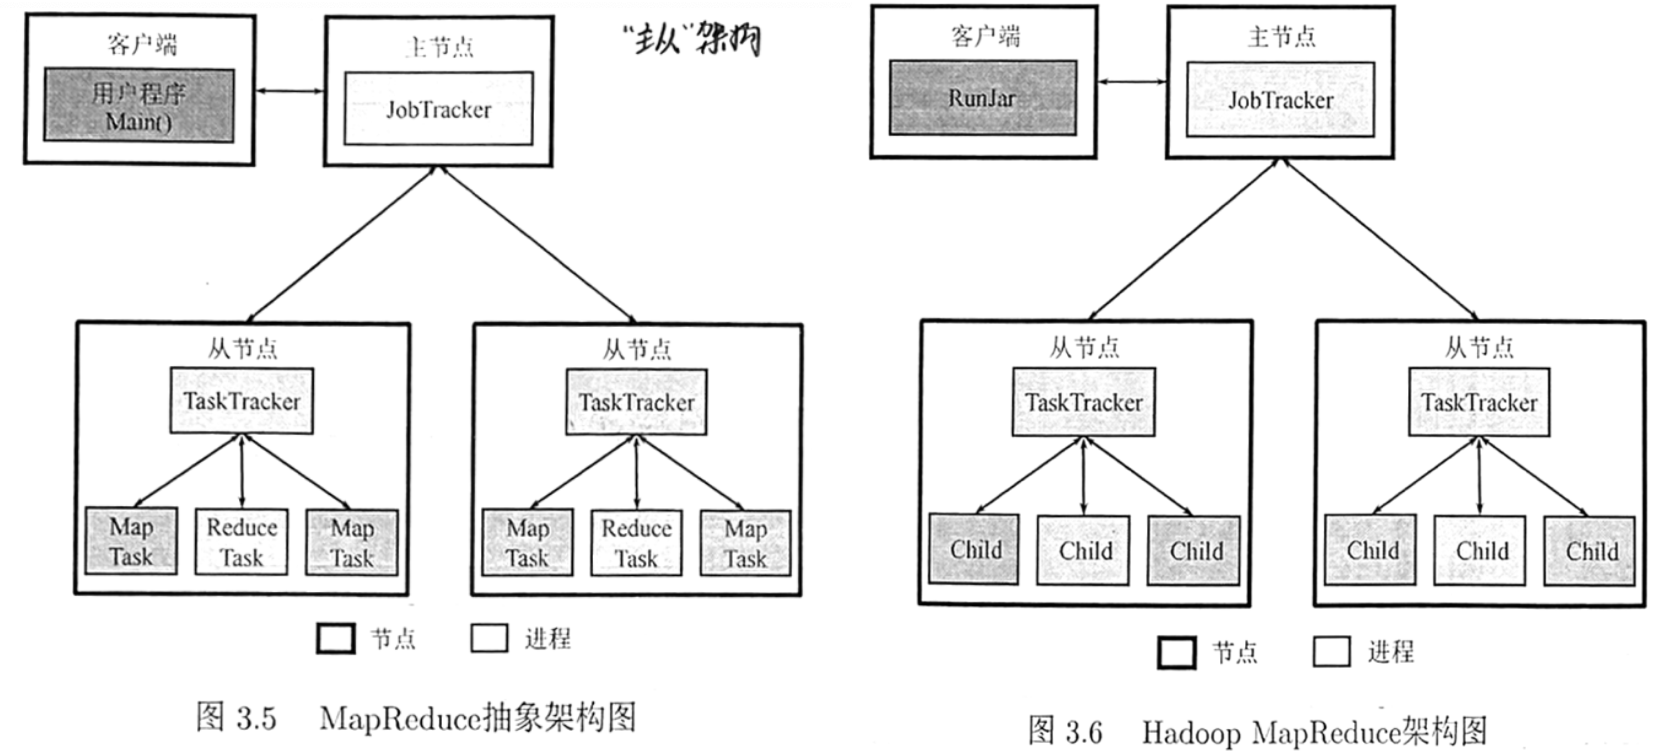 客户端
用户程序
Main()
主节点
JobTracker
“主从”架构
从节点
TaskTracker
Map
Task
Reduce
Task
Map
Task
从节点
TaskTracker
Map
Task
Reduce
Task
Map
Task
节点
进程
图 3.5 MapReduce抽象架构图
客户端
RunJar
主节点
JobTracker
从节点
TaskTracker
Child
Child
Child
从节点
TaskTracker
Child
Child
Child
节点
进程
图 3.6 Hadoop MapReduce架构图